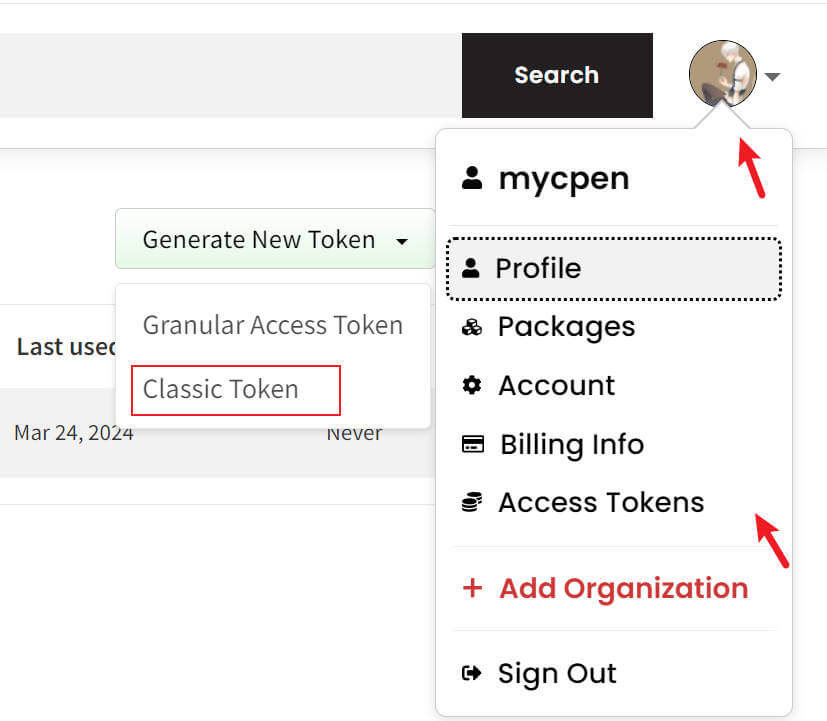 Search
mycpen
Generate New Token
Profile
Granular Access Token
Packages
Last used
Classic Token
Account
Mar 24, 2024
Never
Billing Info
Access Tokens
+ Add Organization
Sign Out